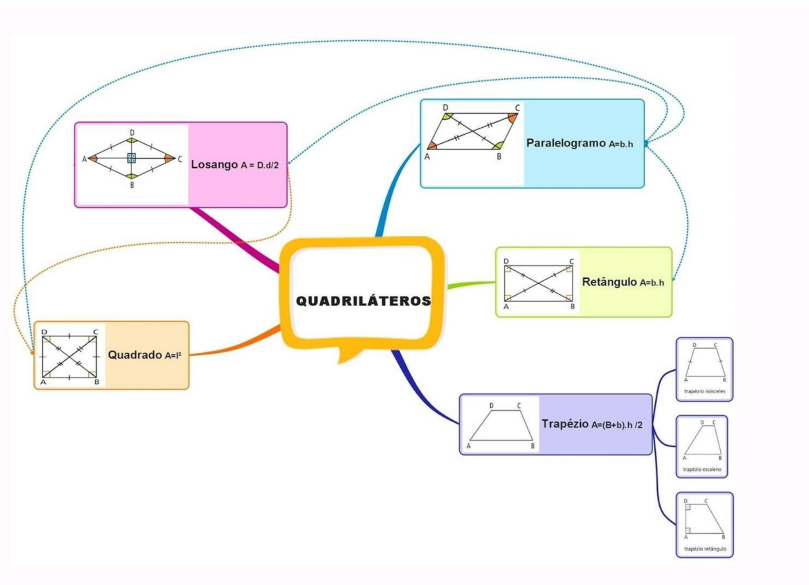 D
A
C
B
Losango A = D.d/2
D
C
A
B
Paralelogramo A=b.h
QUADRILÁTEROS
D
C
A
B
Retângulo A=b.h
D
C
A
B
Quadrado A=l²
D
C
A
B
Trapézio A=(B+b).h /2
D
C
A
B
trapézio isósceles
D
C
A
B
trapézio escaleno
D
C
A
B
trapézio retângulo